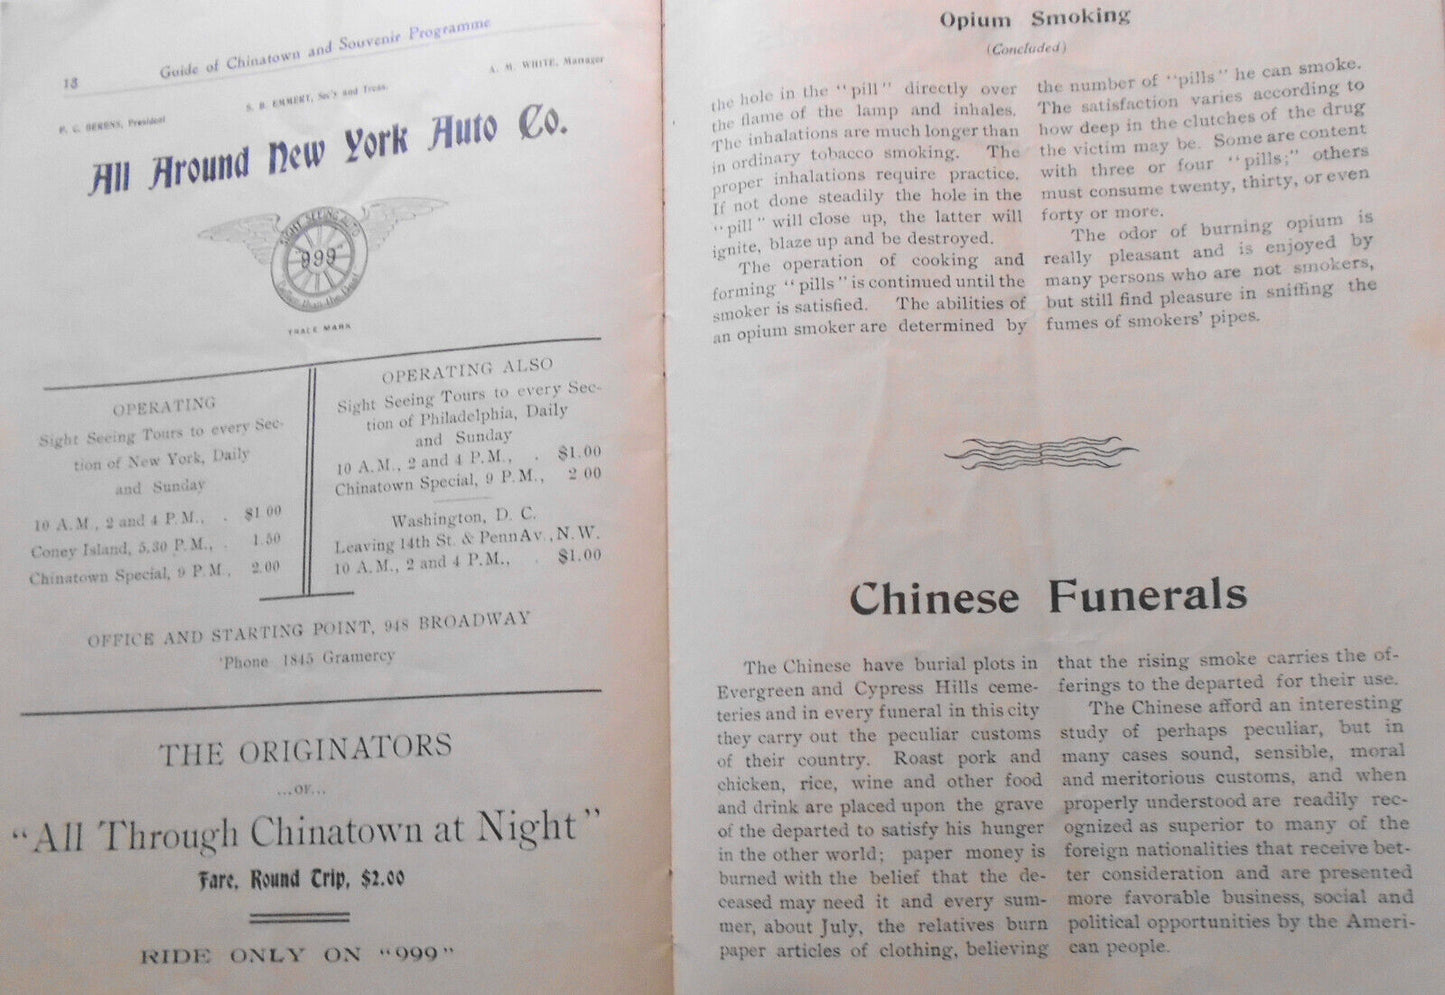 18
Guide of Chinatown and Souvenir Programme
P. C. BERENS, President
S. B. EMMERT, Sec'y and Treas.
A. M. WHITE, Manager
All Around New York Auto Co.
SIGHT SEEING AUTO
999
TRADE MARK
OPERATING
Sight Seeing Tours to every Sec-
tion of New York, Daily
and Sunday
10 A.M., 2 and 4 P.M., . $1 00
Coney Island, 5.30 P.M., . 1.50
Chinatown Special, 9 P.M., 2.00
OPERATING ALSO
Sight Seeing Tours to every Sec-
tion of Philadelphia, Daily
and Sunday
10 A.M., 2 and 4 P.M., . $1.00
Chinatown Special, 9 P.M., 2 00
Washington, D. C.
Leaving 14th St. & Penn Av., N. W.
10 A.M., 2 and 4 P.M., . $1.00
OFFICE AND STARTING POINT, 948 BROADWAY
'Phone 1845 Gramercy
THE ORIGINATORS
...OF...
"All Through Chinatown at Night"
Fare, Round Trip, $2.00
RIDE ONLY ON "999"
Opium Smoking
(Concluded)
the hole in the "pill" directly over
the flame of the lamp and inhales.
The inhalations are much longer than
in ordinary tobacco smoking. The
proper inhalations require practice.
If not done steadily the hole in the
"pill" will close up, the latter will
ignite, blaze up and be destroyed.
The operation of cooking and
forming "pills" is continued until the
smoker is satisfied. The abilities of
an opium smoker are determined by
the number of "pills" he can smoke.
The satisfaction varies according to
how deep in the clutches of the drug
the victim may be. Some are content
with three or four "pills;" others
must consume twenty, thirty, or even
forty or more.
The odor of burning opium is
really pleasant and is enjoyed by
many persons who are not smokers,
but still find pleasure in sniffing the
fumes of smokers' pipes.
Chinese Funerals
The Chinese have burial plots in
Evergreen and Cypress Hills ceme-
teries and in every funeral in this city
they carry out the peculiar customs
of their country. Roast pork and
chicken, rice, wine and other food
and drink are placed upon the grave
of the departed to satisfy his hunger
in the other world; paper money is
burned with the belief that the de-
ceased may need it and every sum-
mer, about July, the relatives burn
paper articles of clothing, believing
that the rising smoke carries the of-
ferings to the departed for their use.
The Chinese afford an interesting
study of perhaps peculiar, but in
many cases sound, sensible, moral
and meritorious customs, and when
properly understood are readily rec-
ognized as superior to many of the
foreign nationalities that receive bet-
ter consideration and are presented
more favorable business, social and
political opportunities by the Ameri-
can people.